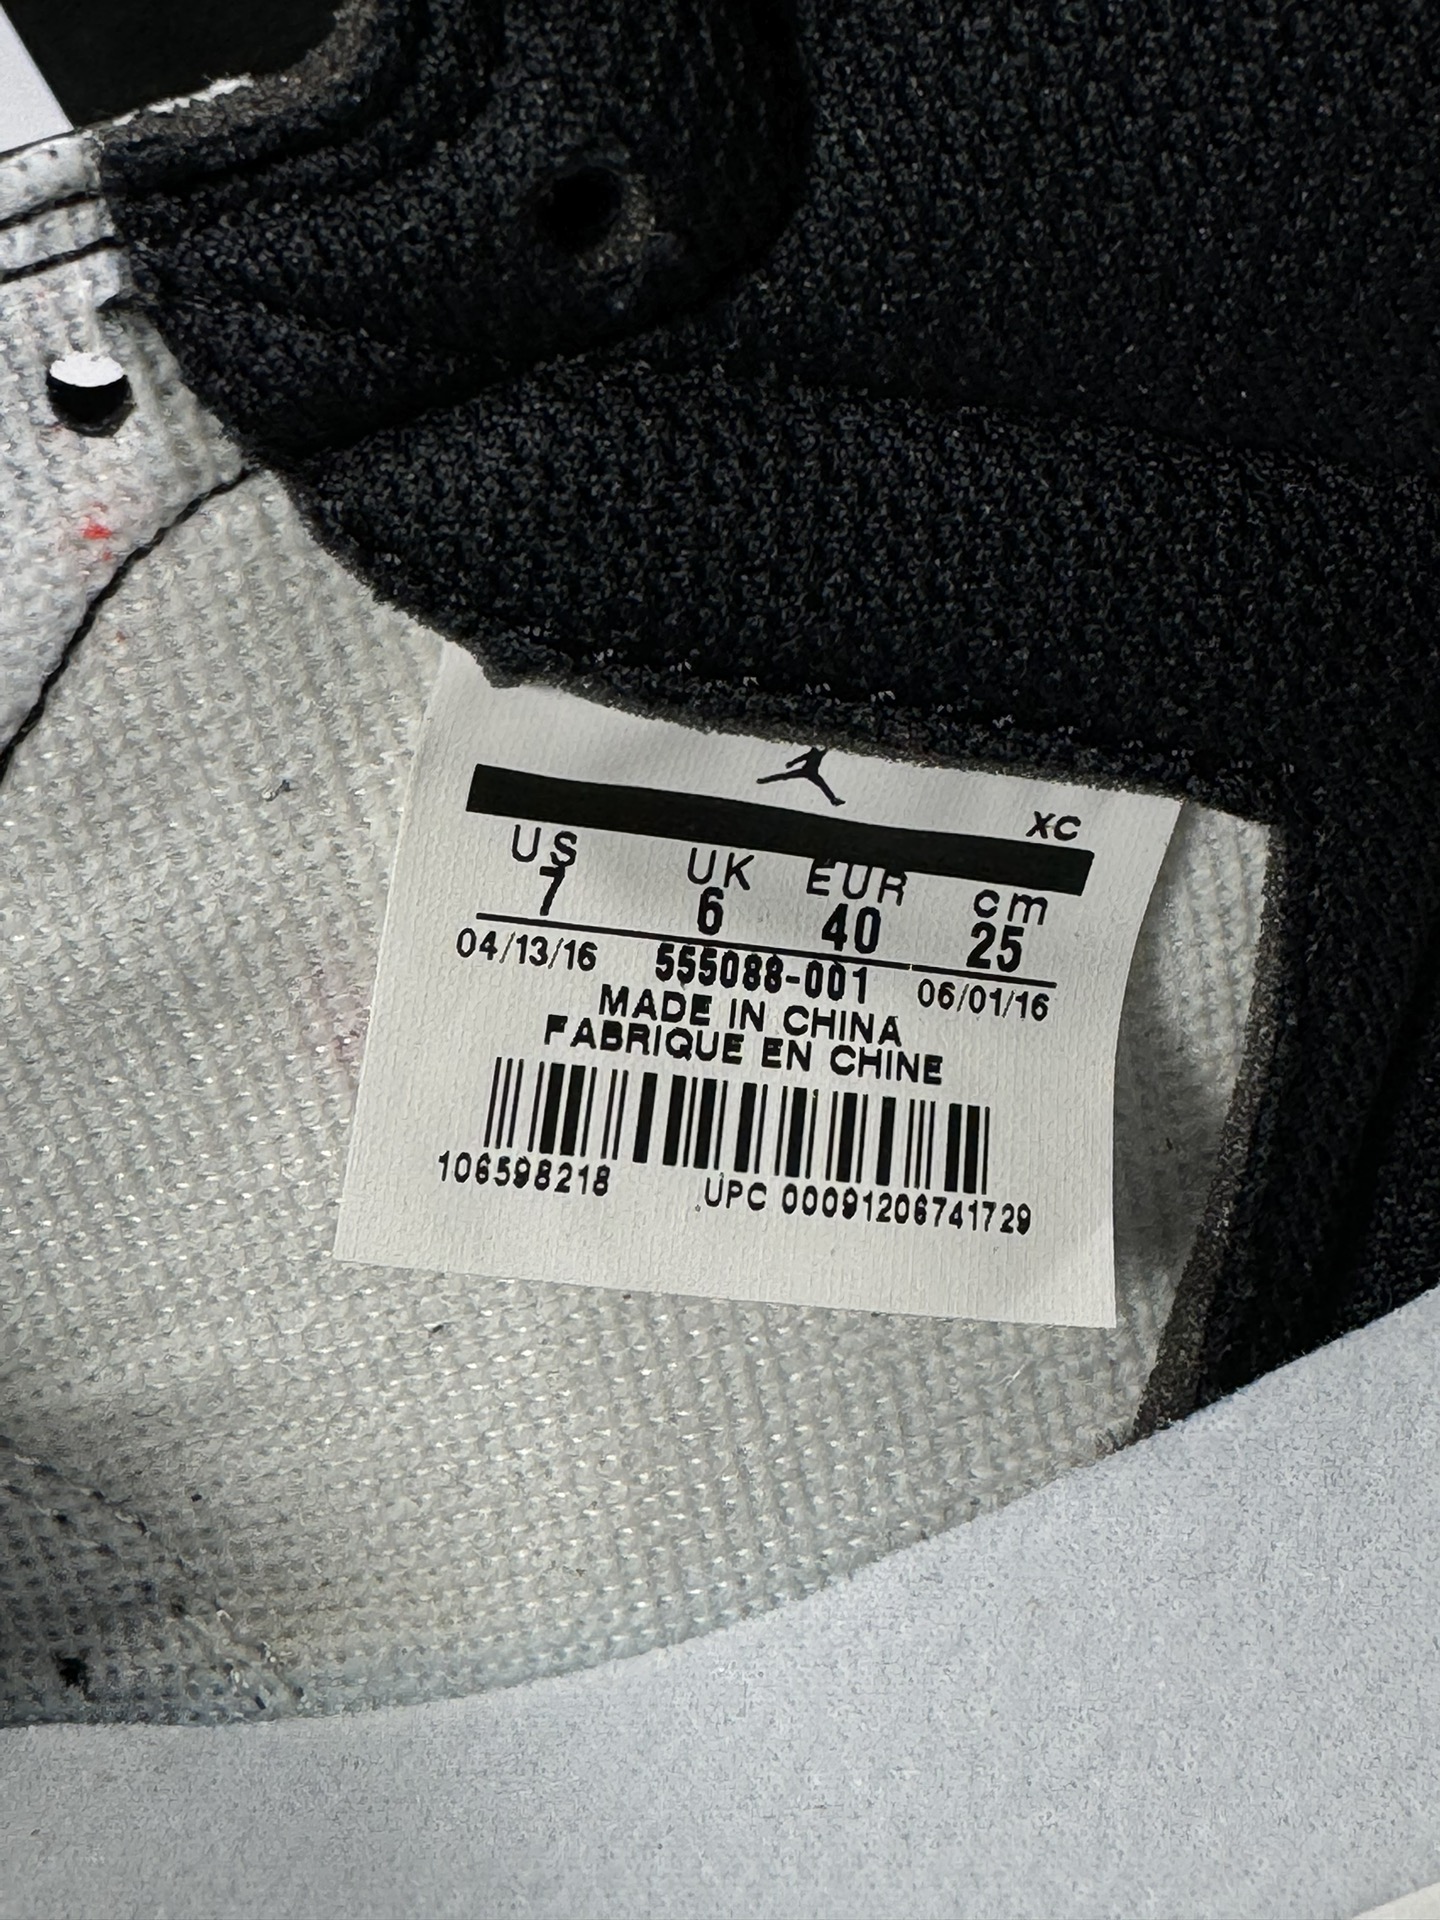 XC
US UK EUR cm
7 6 40 25
04/13/16 555088-001 06/01/16
MADE IN CHINA
FABRIQUE EN CHINE
106598218 UPC 00091206741729